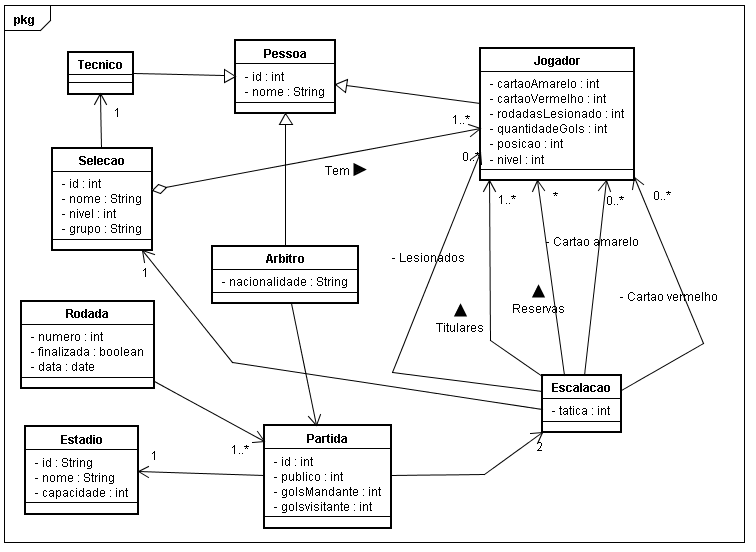 pkg
Pessoa
- id : int
- nome : String
Tecnico
Jogador
- cartaoAmarelo : int
- cartaoVermelho : int
- rodadasLesionado : int
- quantidadeGols : int
- posicao : int
- nivel : int
1
1..*
0..*
Tem ▶
Selecao
- id : int
- nome : String
- nivel : int
- grupo : String
1..*
*
0..*
0..*
- Cartao amarelo
- Lesionados
1
Arbitro
- nacionalidade : String
- Cartao vermelho
▲
Reservas
▲
Titulares
Rodada
- numero : int
- finalizada : boolean
- data : date
Escalacao
- tatica : int
Estadio
- id : String
- nome : String
- capacidade : int
1
1..*
Partida
- id : int
- publico : int
- golsMandante : int
- golsvisitante : int
2